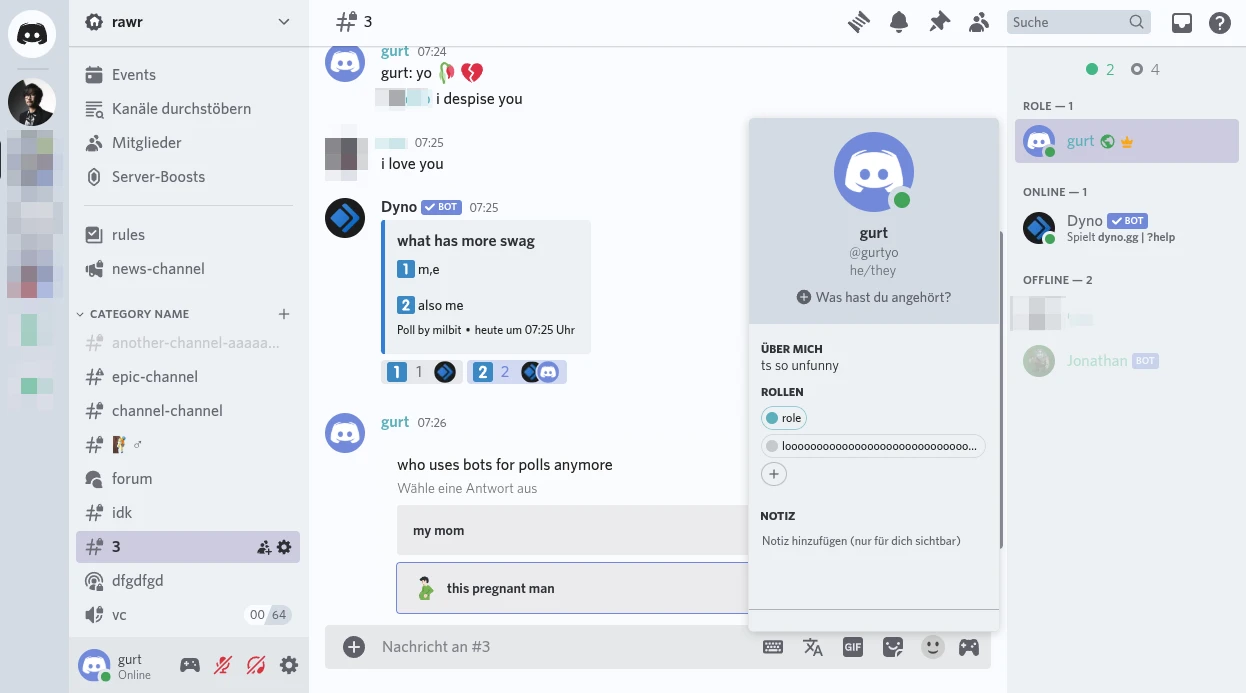 rawr
# 3
Suche
Events
Kanäle durchstöbern
Mitglieder
Server-Boosts
rules
news-channel
CATEGORY NAME
another-channel-aaaaa...
epic-channel
channel-channel
♂
forum
idk
3
dfgdfgd
vc
00 64
gurt
Online
gurt 07:24
gurt: yo 🥀 💔
i despise you
07:25
i love you
Dyno BOT 07:25
what has more swag
1 m,e
2 also me
Poll by milbit • heute um 07:25 Uhr
1 1
2 2
gurt 07:26
who uses bots for polls anymore
Wähle eine Antwort aus
my mom
this pregnant man
Nachricht an #3
GIF
gurt
@gurtyo
he/they
Was hast du angehört?
ÜBER MICH
ts so unfunny
ROLLEN
role
looooooooooooooooooooooooooooo...
NOTIZ
Notiz hinzufügen (nur für dich sichtbar)
2 4
ROLE — 1
gurt
ONLINE — 1
Dyno BOT
Spielt dyno.gg | ?help
OFFLINE — 2
Jonathan BOT